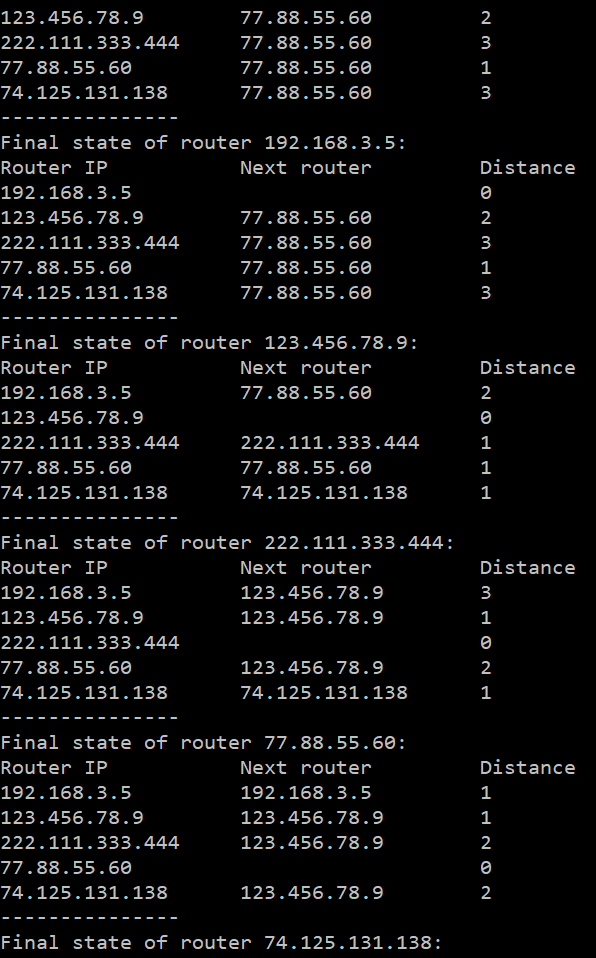 123.456.78.9        77.88.55.60         2
222.111.333.444     77.88.55.60         3
77.88.55.60         77.88.55.60         1
74.125.131.138      77.88.55.60         3
---------------
Final state of router 192.168.3.5:
Router IP           Next router         Distance
192.168.3.5                             0
123.456.78.9        77.88.55.60         2
222.111.333.444     77.88.55.60         3
77.88.55.60         77.88.55.60         1
74.125.131.138      77.88.55.60         3
---------------
Final state of router 123.456.78.9:
Router IP           Next router         Distance
192.168.3.5         77.88.55.60         2
123.456.78.9                            0
222.111.333.444     222.111.333.444     1
77.88.55.60         77.88.55.60         1
74.125.131.138      74.125.131.138      1
---------------
Final state of router 222.111.333.444:
Router IP           Next router         Distance
192.168.3.5         123.456.78.9        3
123.456.78.9        123.456.78.9        1
222.111.333.444                         0
77.88.55.60         123.456.78.9        2
74.125.131.138      74.125.131.138      1
---------------
Final state of router 77.88.55.60:
Router IP           Next router         Distance
192.168.3.5         192.168.3.5         1
123.456.78.9        123.456.78.9        1
222.111.333.444     123.456.78.9        2
77.88.55.60                             0
74.125.131.138      123.456.78.9        2
---------------
Final state of router 74.125.131.138: